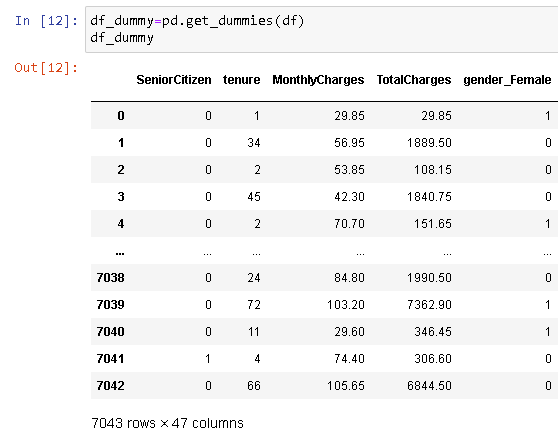 In [12]: df_dummy=pd.get_dummies(df)
df_dummy
Out[12]:
SeniorCitizen tenure MonthlyCharges TotalCharges gender_Female
0 0 1 29.85 29.85 1
1 0 34 56.95 1889.50 0
2 0 2 53.85 108.15 0
3 0 45 42.30 1840.75 0
4 0 2 70.70 151.65 1
... ... ... ... ... ...
7038 0 24 84.80 1990.50 0
7039 0 72 103.20 7362.90 1
7040 0 11 29.60 346.45 1
7041 1 4 74.40 306.60 0
7042 0 66 105.65 6844.50 0
7043 rows × 47 columns